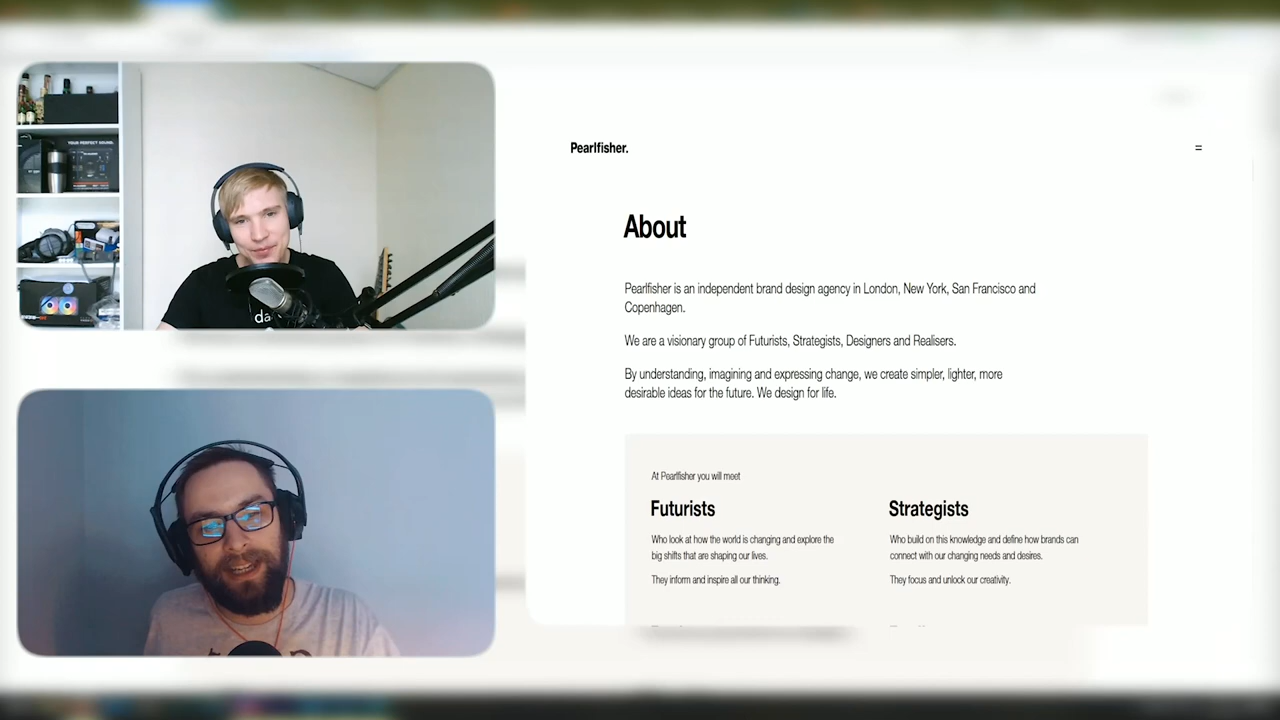 YOUR PERFECT SOUND.
da
Pearlfisher.
About
Pearlfisher is an independent brand design agency in London, New York, San Francisco and
Copenhagen.
We are a visionary group of Futurists, Strategists, Designers and Realisers.
By understanding, imagining and expressing change, we create simpler, lighter, more
desirable ideas for the future. We design for life.
At Pearlfisher you will meet
Futurists
Who look at how the world is changing and explore the
big shifts that are shaping our lives.
They inform and inspire all our thinking.
Strategists
Who build on this knowledge and define how brands can
connect with our changing needs and desires.
They focus and unlock our creativity.